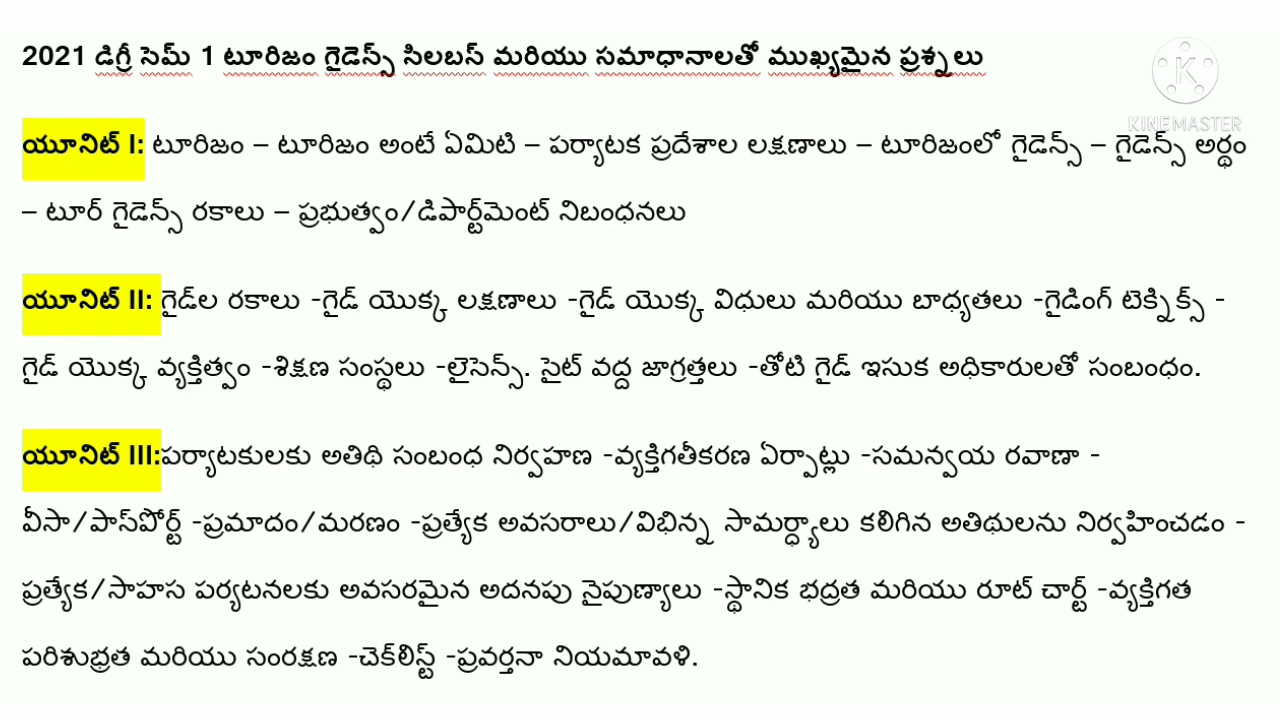 2021 డిగ్రీ సెమ్ 1 టూరిజం గైడెన్స్ సిలబస్ మరియు సమాధానాలతో ముఖ్యమైన ప్రశ్నలు
KINEMASTER
యూనిట్ I: టూరిజం – టూరిజం అంటే ఏమిటి – పర్యాటక ప్రదేశాల లక్షణాలు – టూరిజంలో గైడెన్స్ – గైడెన్స్ అర్థం
– టూర్ గైడెన్స్ రకాలు – ప్రభుత్వం/డిపార్ట్‌మెంట్ నిబంధనలు
యూనిట్ II: గైడ్‌ల రకాలు -గైడ్ యొక్క లక్షణాలు -గైడ్ యొక్క విధులు మరియు బాధ్యతలు -గైడింగ్ టెక్నిక్స్ -
గైడ్ యొక్క వ్యక్తిత్వం -శిక్షణ సంస్థలు -లైసెన్స్. సైట్ వద్ద జాగ్రత్తలు -తోటి గైడ్ ఇసుక అధికారులతో సంబంధం.
యూనిట్ III:పర్యాటకులకు అతిథి సంబంధ నిర్వహణ -వ్యక్తిగతీకరణ ఏర్పాట్లు -సమన్వయ రవాణా -
వీసా/పాస్‌పోర్ట్ -ప్రమాదం/మరణం -ప్రత్యేక అవసరాలు/విభిన్న సామర్థ్యాలు కలిగిన అతిథులను నిర్వహించడం -
ప్రత్యేక/సాహస పర్యటనలకు అవసరమైన అదనపు నైపుణ్యాలు -స్థానిక భద్రత మరియు రూట్ చార్ట్ -వ్యక్తిగత
పరిశుభ్రత మరియు సంరక్షణ -చెక్‌లిస్ట్ -ప్రవర్తనా నియమావళి.